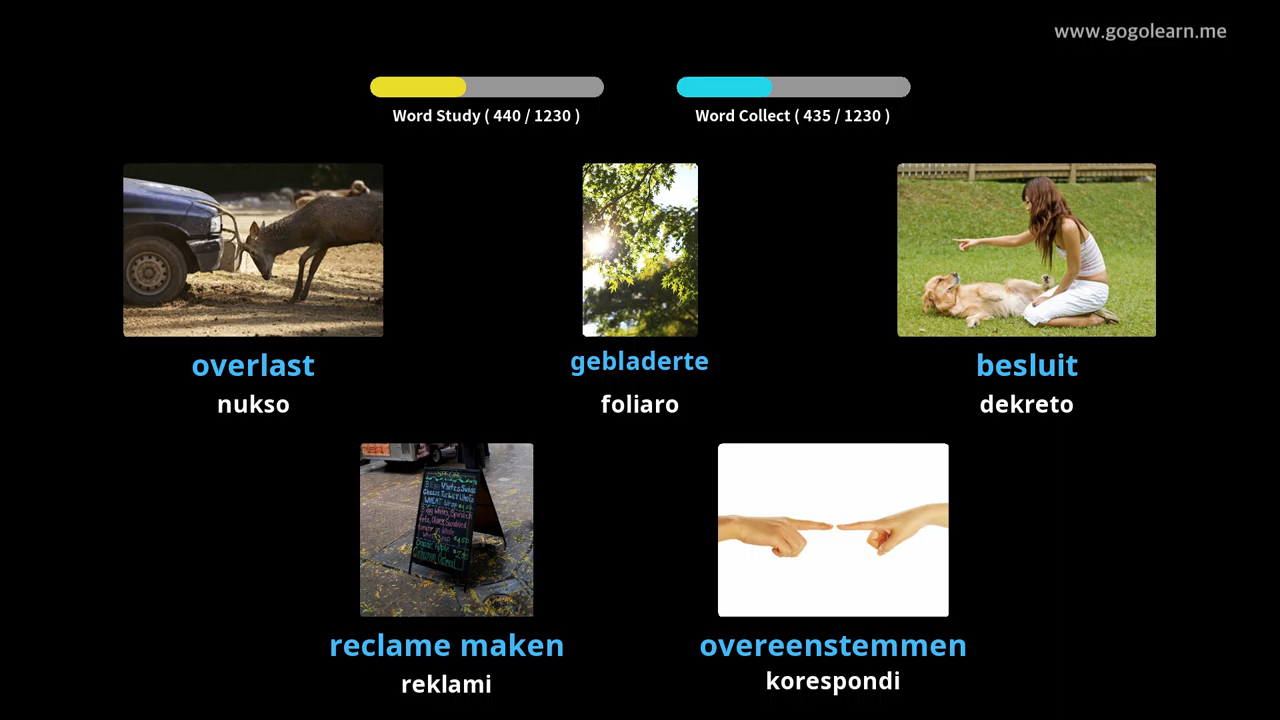 www.gogolearn.me
Word Study ( 440 / 1230 )
Word Collect ( 435 / 1230 )
overlast
nukso
gebladerte
foliaro
besluit
dekreto
reclame maken
reklami
overeenstemmen
korespondi